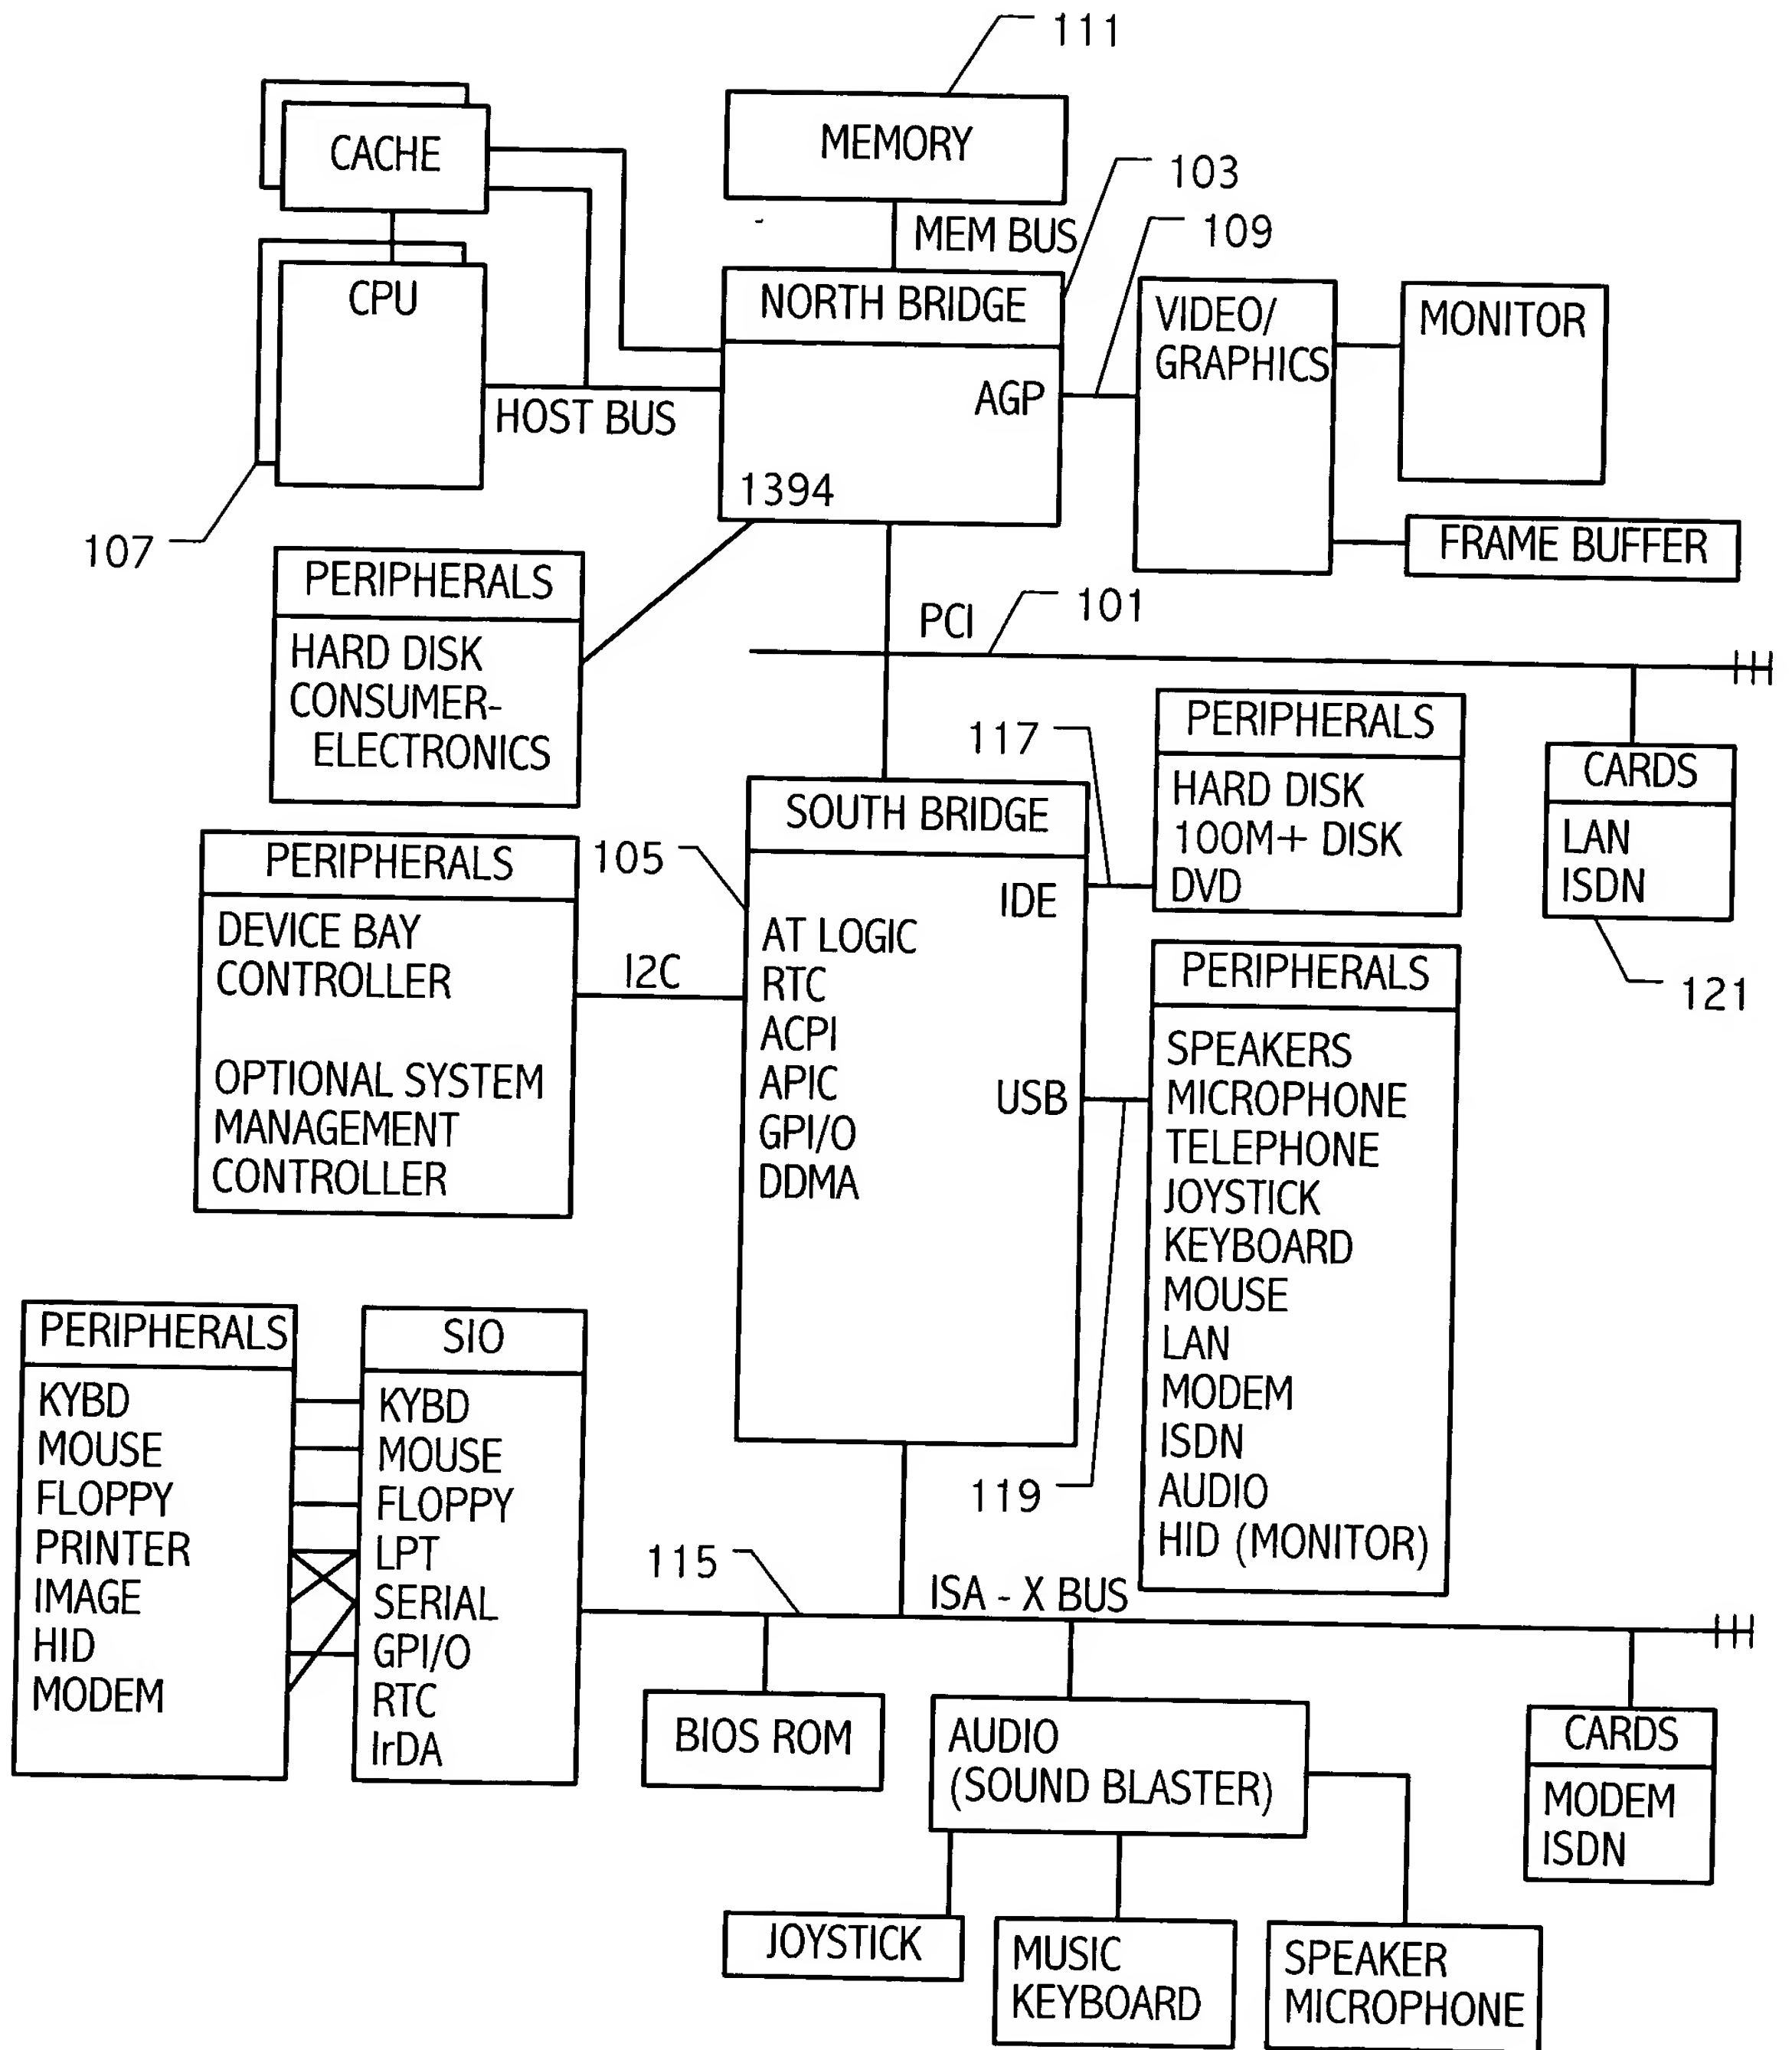 111
CACHE
MEMORY
103
MEM BUS
109
CPU
NORTH BRIDGE
VIDEO/
GRAPHICS
MONITOR
AGP
HOST BUS
1394
107
FRAME BUFFER
PERIPHERALS
HARD DISK
CONSUMER-
ELECTRONICS
PCI
101
PERIPHERALS
HARD DISK
100M+ DISK
DVD
117
CARDS
LAN
ISDN
121
SOUTH BRIDGE
105
IDE
AT LOGIC
RTC
ACPI
APIC
GPI/O
DDMA
USB
PERIPHERALS
DEVICE BAY
CONTROLLER
OPTIONAL SYSTEM
MANAGEMENT
CONTROLLER
I2C
PERIPHERALS
SPEAKERS
MICROPHONE
TELEPHONE
JOYSTICK
KEYBOARD
MOUSE
LAN
MODEM
ISDN
AUDIO
HID (MONITOR)
119
PERIPHERALS
KYBD
MOUSE
FLOPPY
PRINTER
IMAGE
HID
MODEM
SIO
KYBD
MOUSE
FLOPPY
LPT
SERIAL
GPI/O
RTC
IrDA
115
ISA - X BUS
BIOS ROM
AUDIO
(SOUND BLASTER)
CARDS
MODEM
ISDN
JOYSTICK
MUSIC
KEYBOARD
SPEAKER
MICROPHONE